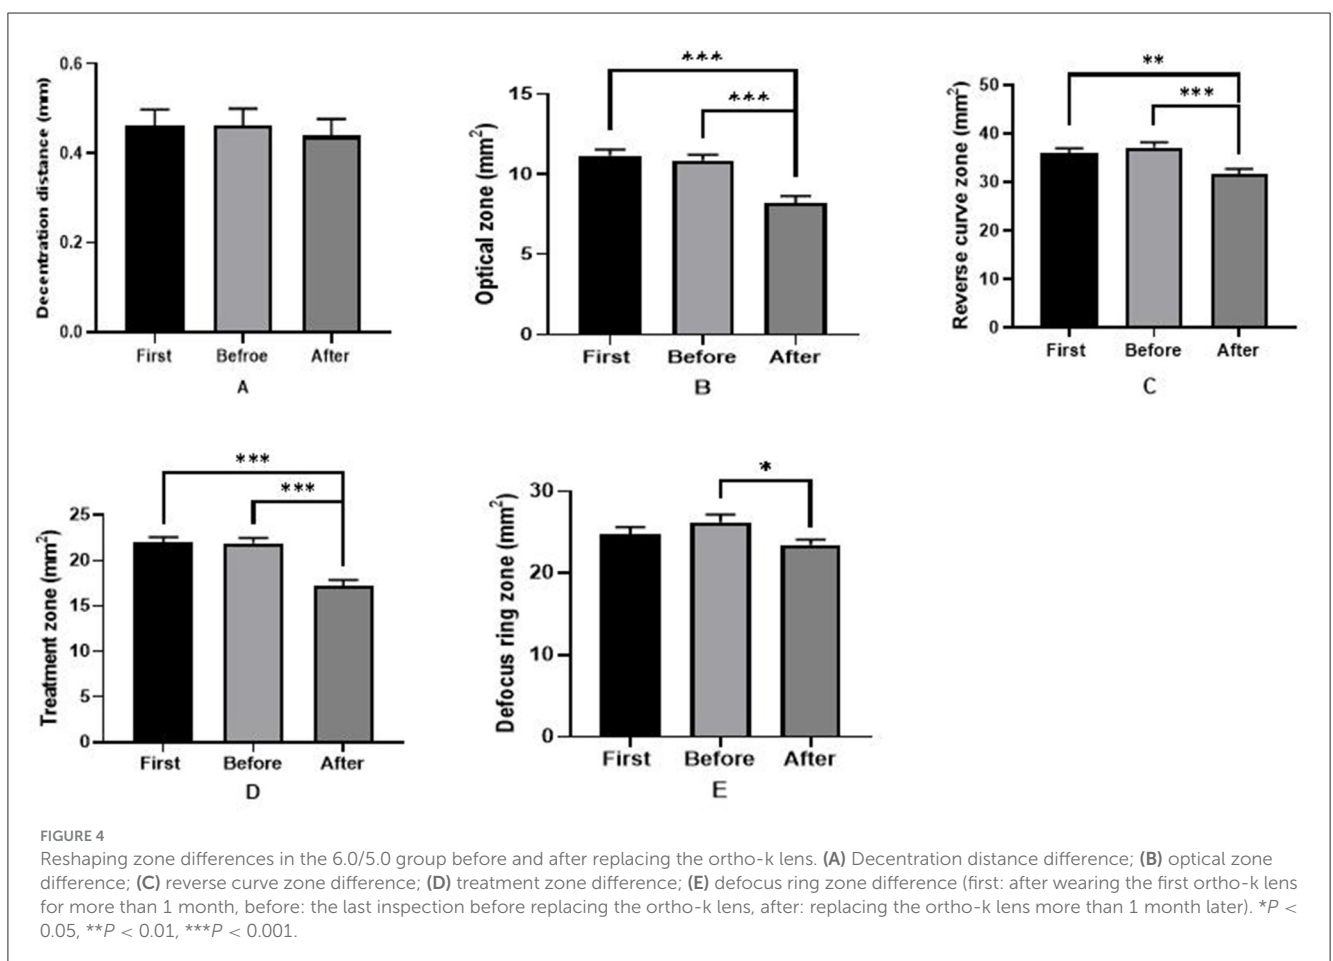 ***
***
***
**
***
0.6
0.4
0.2
0.0
Decentration distance (mm)
First Befroe After
A
15
10
5
0
Optical zone (mm²)
First Before After
B
50
40
30
20
10
0
Reverse curve zone (mm²)
First Before After
C
***
25
20
15
10
5
0
Treatment zone (mm²)
First Before After
D
*
30
20
10
0
Defocus ring zone (mm²)
First Before After
E
FIGURE 4
Reshaping zone differences in the 6.0/5.0 group before and after replacing the ortho-k lens. (A) Decentration distance difference; (B) optical zone
difference; (C) reverse curve zone difference; (D) treatment zone difference; (E) defocus ring zone difference (first: after wearing the first ortho-k lens
for more than 1 month, before: the last inspection before replacing the ortho-k lens, after: replacing the ortho-k lens more than 1 month later). *P <
0.05, **P < 0.01, ***P < 0.001.